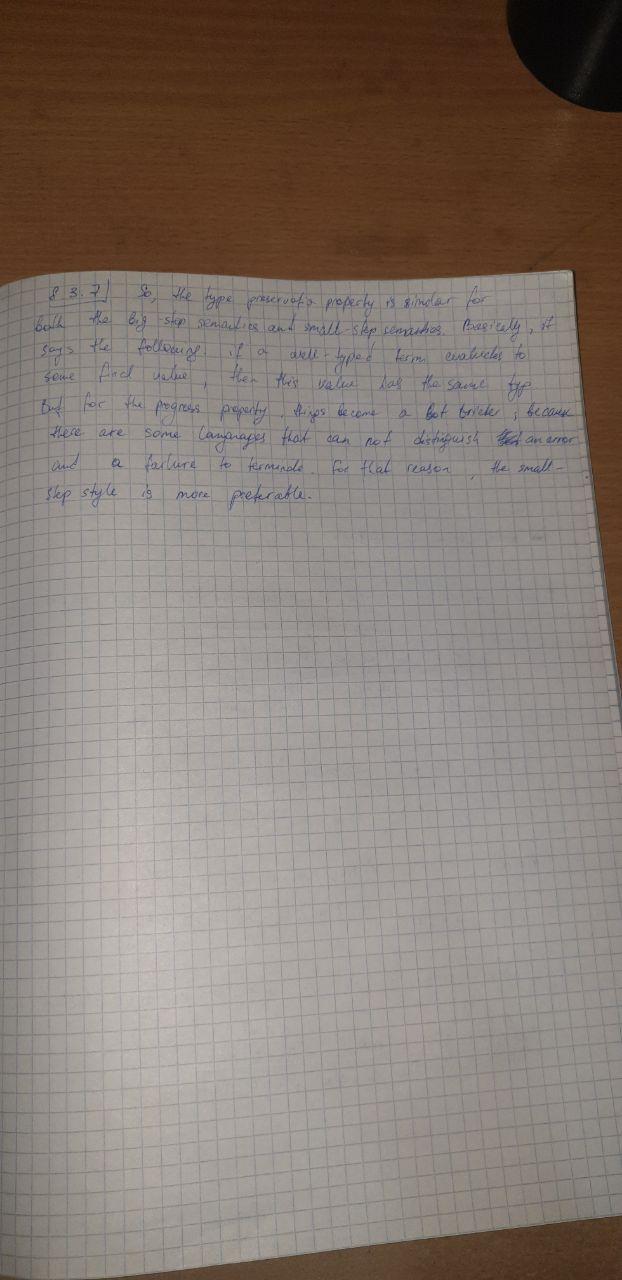 8.3.7] So, the type preservats property is similar for
both the big-step semantics and small-step semantics. Basically, it
says the following: if a well-typed term evaluates to
some final value, then this value has the same type.
But for the progress property, things become a bit trickier, because
there are some languages that can not distinguish an error
and a failure to terminate. For that reason, the small-
step style is more preferable.